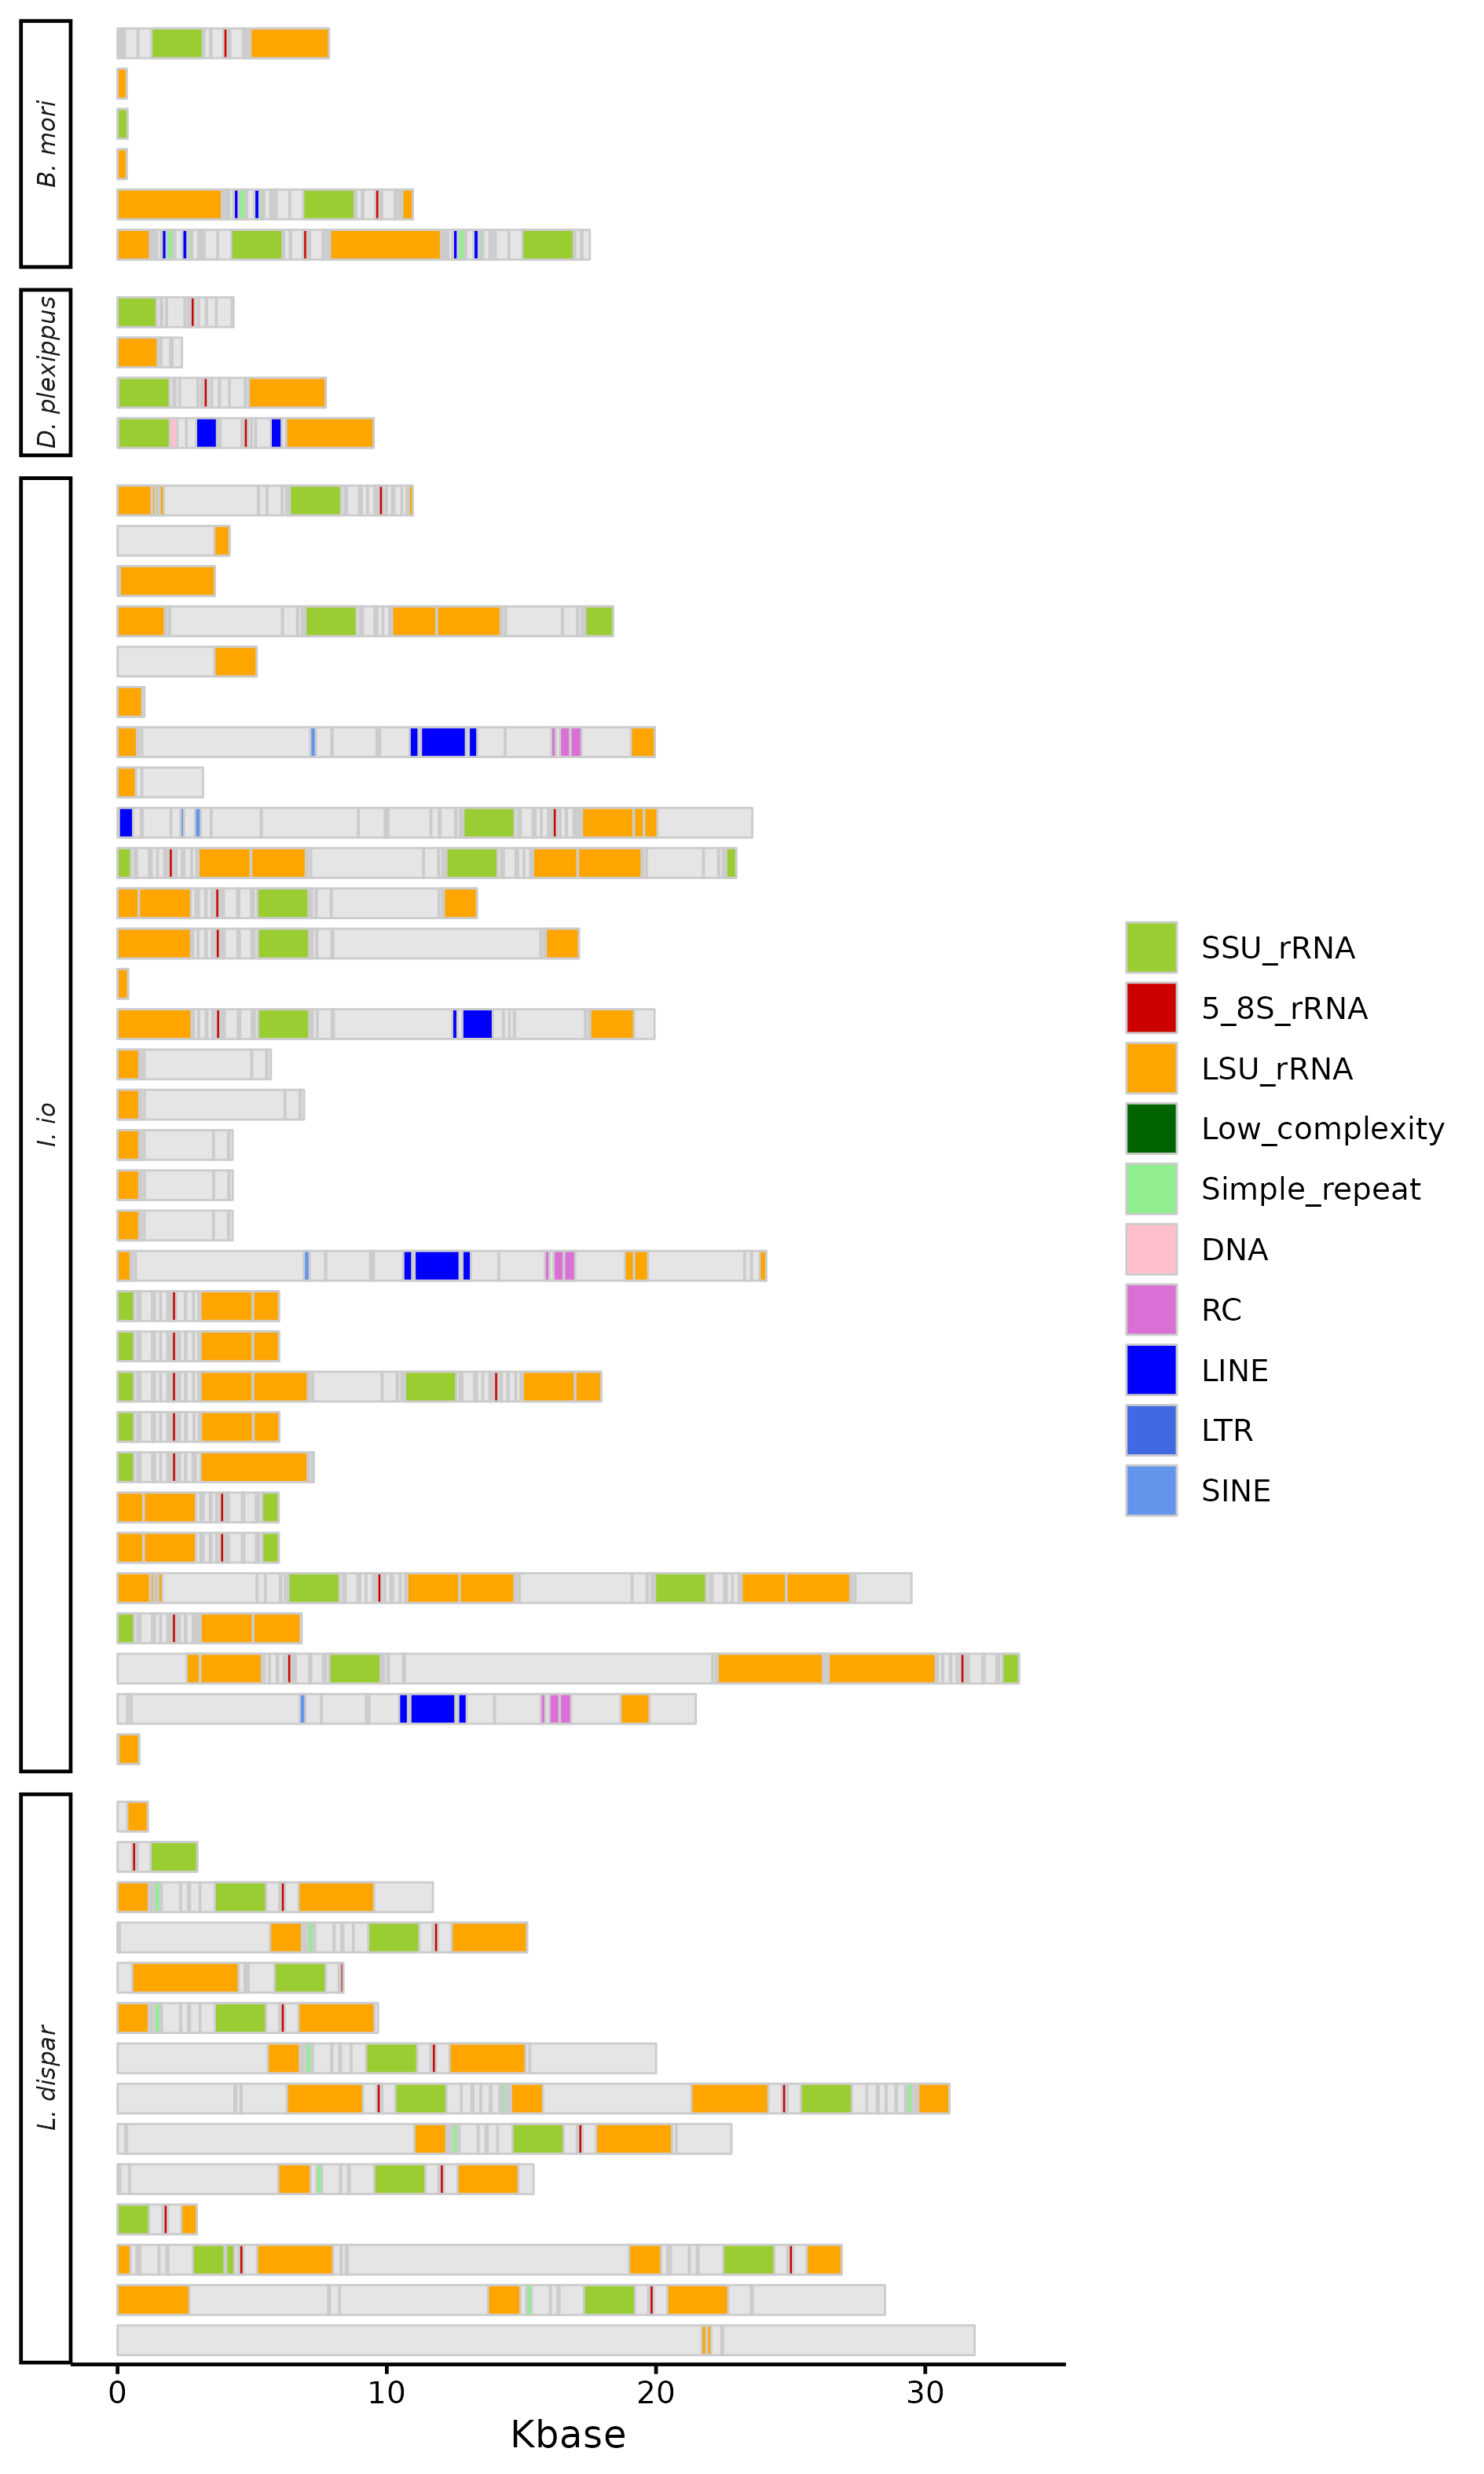 B. mori
D. plexippus
I. io
L. dispar
SSU_rRNA
5_8S_rRNA
LSU_rRNA
Low_complexity
Simple_repeat
DNA
RC
LINE
LTR
SINE
0 10 20 30
Kbase